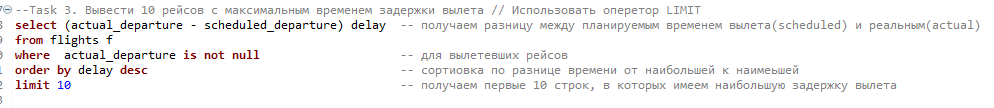 --Task 3. Вывести 10 рейсов с максимальным временем задержки вылета // Использовать оперетор LIMIT
select (actual_departure - scheduled_departure) delay -- получаем разницу между планируемым временем вылета(scheduled) и реальным(actual)
from flights f
where actual_departure is not null -- для вылетевших рейсов
order by delay desc -- сортиовка по разнице времени от наибольшей к наимеьшей
limit 10 -- получаем первые 10 строк, в которых имеем наибольшую задержку вылета